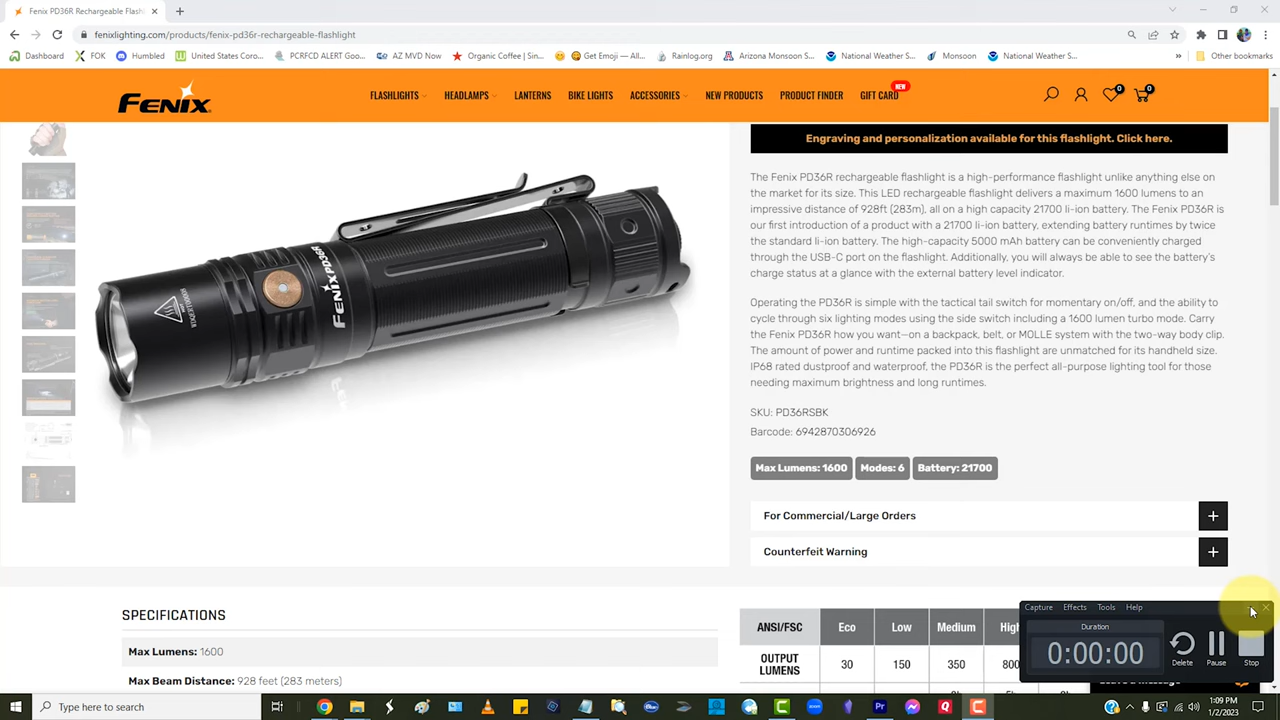 Fenix PD36R Rechargeable Flashl
fenixlighting.com/products/fenix-pd36r-rechargeable-flashlight
Dashboard
FOK
Humbled
United States Coro...
PCRFCD ALERT Goo...
AZ MVD Now
Organic Coffee | Sin...
Get Emoji — All Em...
Rainlog.org
Arizona Monsoon S...
National Weather S...
Monsoon
National Weather S...
Other bookmarks
FENIX
FLASHLIGHTS
HEADLAMPS
LANTERNS
BIKE LIGHTS
ACCESSORIES
NEW PRODUCTS
PRODUCT FINDER
GIFT CARD
NEW
0
0
Engraving and personalization available for this flashlight. Click here.
The Fenix PD36R rechargeable flashlight is a high-performance flashlight unlike anything else on
the market for its size. This LED rechargeable flashlight delivers a maximum 1600 lumens to an
impressive distance of 928ft (283m), all on a high capacity 21700 li-ion battery. The Fenix PD36R is
our first introduction of a product with a 21700 li-ion battery, extending battery runtimes by twice
the standard li-ion battery. The high-capacity 5000 mAh battery can be conveniently charged
through the USB-C port on the flashlight. Additionally, you will always be able to see the battery's
charge status at a glance with the external battery level indicator.
Operating the PD36R is simple with the tactical tail switch for momentary on/off, and the ability to
cycle through six lighting modes using the side switch including a 1600 lumen turbo mode. Carry
the Fenix PD36R how you want—on a backpack, belt, or MOLLE system with the two-way body clip.
The amount of power and runtime packed into this flashlight are unmatched for its handheld size.
IP68 rated dustproof and waterproof, the PD36R is the perfect all-purpose lighting tool for those
needing maximum brightness and long runtimes.
SKU: PD36RSBK
Barcode: 6942870306926
Max Lumens: 1600
Modes: 6
Battery: 21700
For Commercial/Large Orders
Counterfeit Warning
FENIX PD36R
SPECIFICATIONS
Max Lumens: 1600
Max Beam Distance: 928 feet (283 meters)
ANSI/FSC
Eco
Low
Medium
High
OUTPUT
LUMENS
30
150
350
800
Capture
Effects
Tools
Help
Duration
0:00:00
Delete
Pause
Stop
Type here to search
1:09 PM
1/2/2023